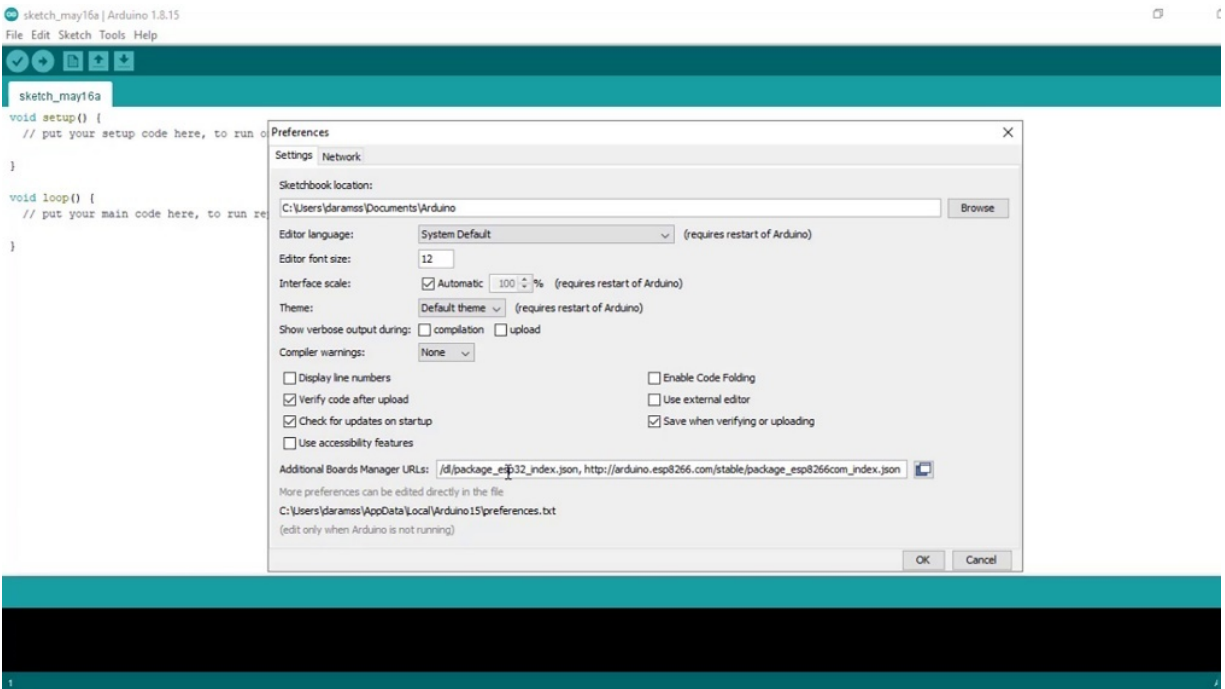 sketch_may16a | Arduino 1.8.15
File Edit Sketch Tools Help
sketch_may16a
void setup() {
// put your setup code here, to run o
}
void loop() {
// put your main code here, to run re
}
Preferences
Settings Network
Sketchbook location:
C:\Users\daramss\Documents\Arduino Browse
Editor language: System Default (requires restart of Arduino)
Editor font size: 12
Interface scale: Automatic 100 % (requires restart of Arduino)
Theme: Default theme (requires restart of Arduino)
Show verbose output during: compilation upload
Compiler warnings: None
Display line numbers Enable Code Folding
Verify code after upload Use external editor
Check for updates on startup Save when verifying or uploading
Use accessibility features
Additional Boards Manager URLs: /dl/package_esp32_index.json, http://arduino.esp8266.com/stable/package_esp8266com_index.json
More preferences can be edited directly in the file
C:\Users\daramss\AppData\Local\Arduino15\preferences.txt
(edit only when Arduino is not running)
OK Cancel
1